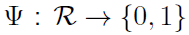 Ψ : ℛ → {0, 1}